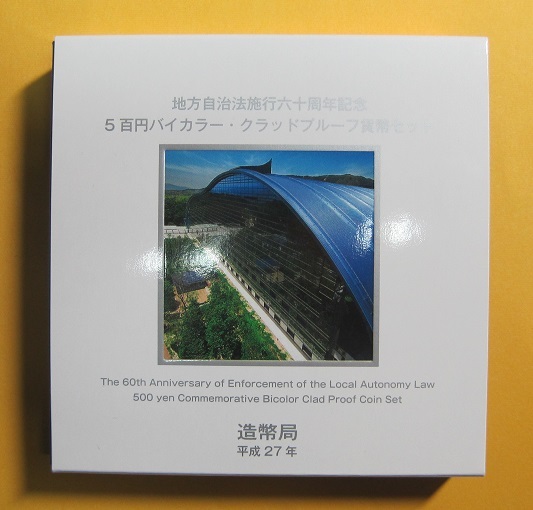 地方自治法施行六十周年記念
5百円バイカラー・クラッドプルーフ貨幣セット
The 60th Anniversary of Enforcement of the Local Autonomy Law
500 yen Commemorative Bicolor Clad Proof Coin Set
造幣局
平成27年